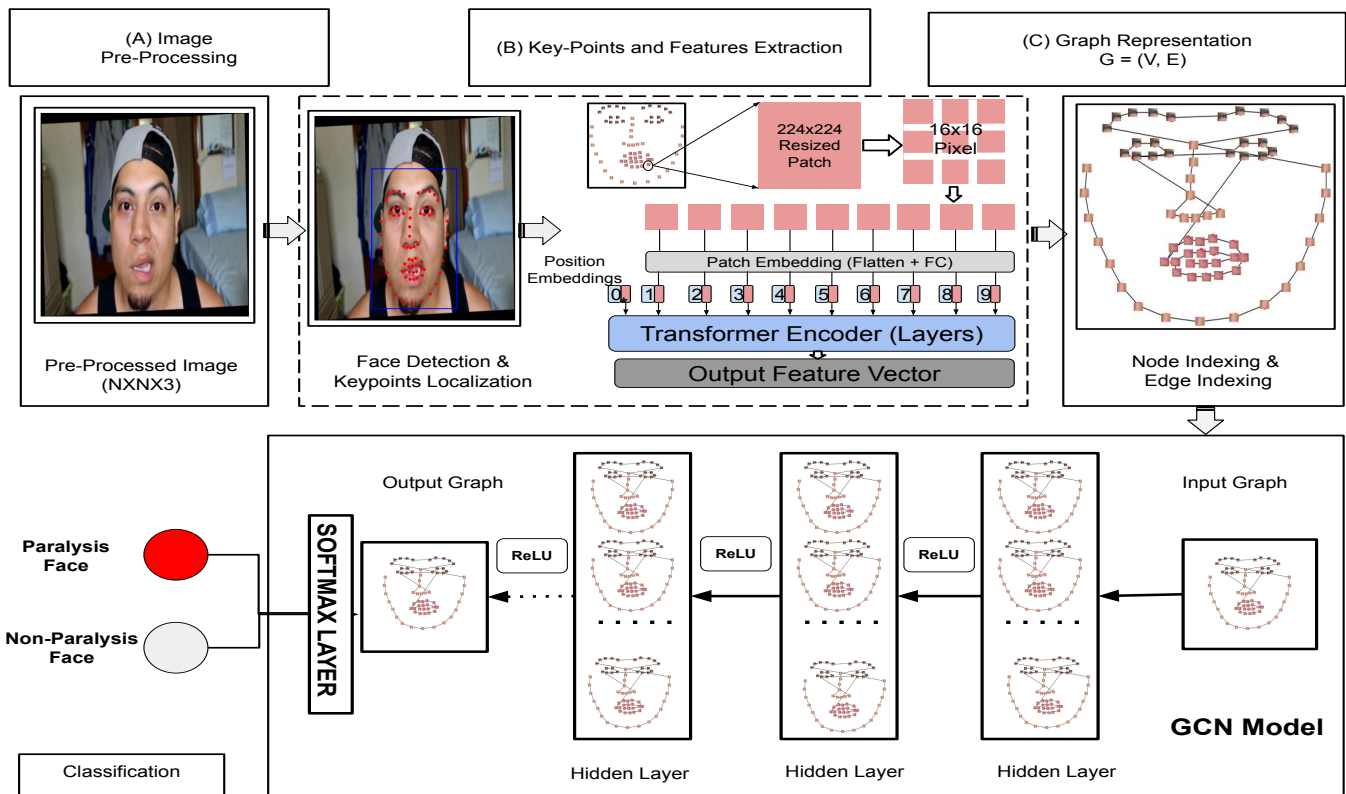 (A) Image
Pre-Processing
(B) Key-Points and Features Extraction
(C) Graph Representation
G = (V, E)
224x224
Resized
Patch
16x16
Pixel
Position
Embeddings
Patch Embedding (Flatten + FC)
0 1 2 3 4 5 6 7 8 9
*
Transformer Encoder (Layers)
Output Feature Vector
Pre-Processed Image
(NXNX3)
Face Detection &
Keypoints Localization
Node Indexing &
Edge Indexing
Output Graph
Input Graph
Paralysis
Face
Non-Paralysis
Face
SOFTMAX LAYER
ReLU
ReLU
ReLU
GCN Model
Classification
Hidden Layer
Hidden Layer
Hidden Layer